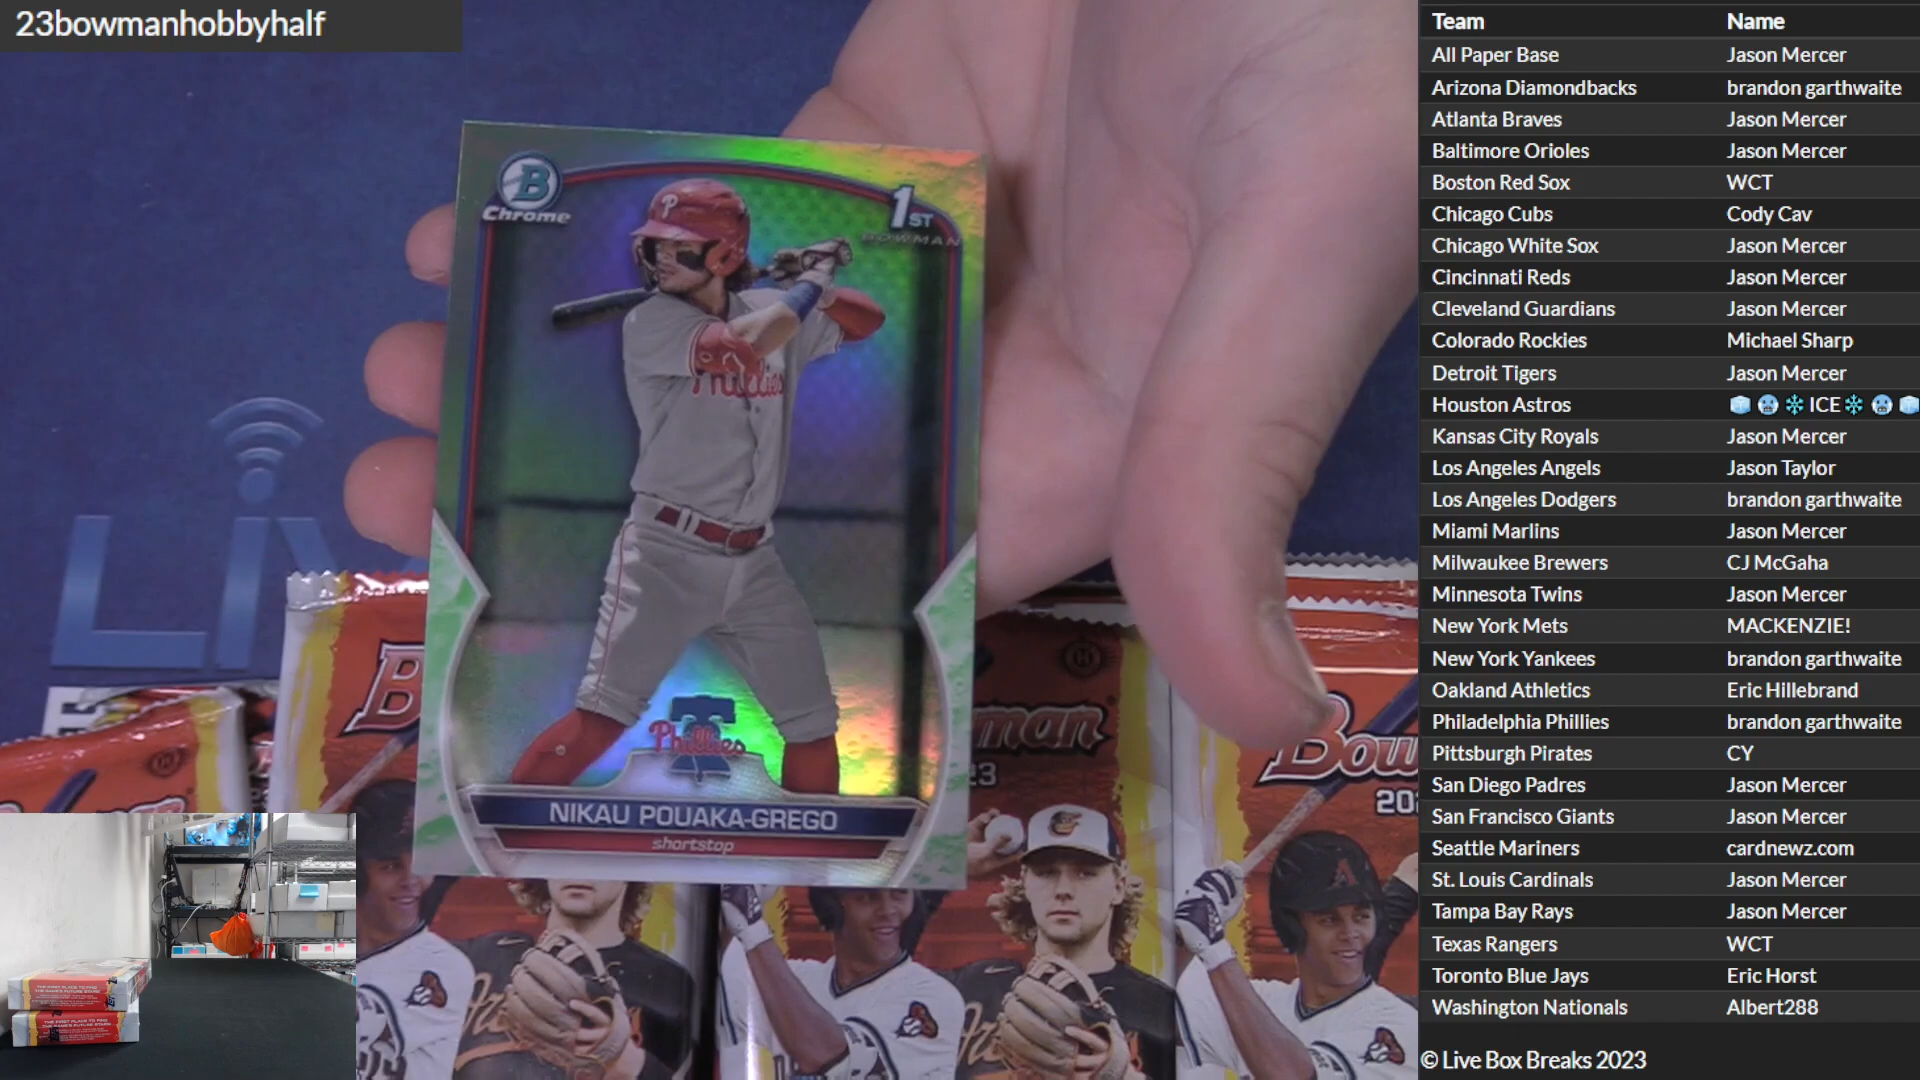 23bowmanhobbyhalf
B
Chrome
1ST
BOWMAN
P
Phillies
Phillies
NIKAU POUAKA-GREGO
shortstop
Team Name
All Paper Base Jason Mercer
Arizona Diamondbacks brandon garthwaite
Atlanta Braves Jason Mercer
Baltimore Orioles Jason Mercer
Boston Red Sox WCT
Chicago Cubs Cody Cav
Chicago White Sox Jason Mercer
Cincinnati Reds Jason Mercer
Cleveland Guardians Jason Mercer
Colorado Rockies Michael Sharp
Detroit Tigers Jason Mercer
Houston Astros 🧊 🥶 ❄ ICE ❄ 🥶 🧊
Kansas City Royals Jason Mercer
Los Angeles Angels Jason Taylor
Los Angeles Dodgers brandon garthwaite
Miami Marlins Jason Mercer
Milwaukee Brewers CJ McGaha
Minnesota Twins Jason Mercer
New York Mets MACKENZIE!
New York Yankees brandon garthwaite
Oakland Athletics Eric Hillebrand
Philadelphia Phillies brandon garthwaite
Pittsburgh Pirates CY
San Diego Padres Jason Mercer
San Francisco Giants Jason Mercer
Seattle Mariners cardnewz.com
St. Louis Cardinals Jason Mercer
Tampa Bay Rays Jason Mercer
Texas Rangers WCT
Toronto Blue Jays Eric Horst
Washington Nationals Albert288
© Live Box Breaks 2023